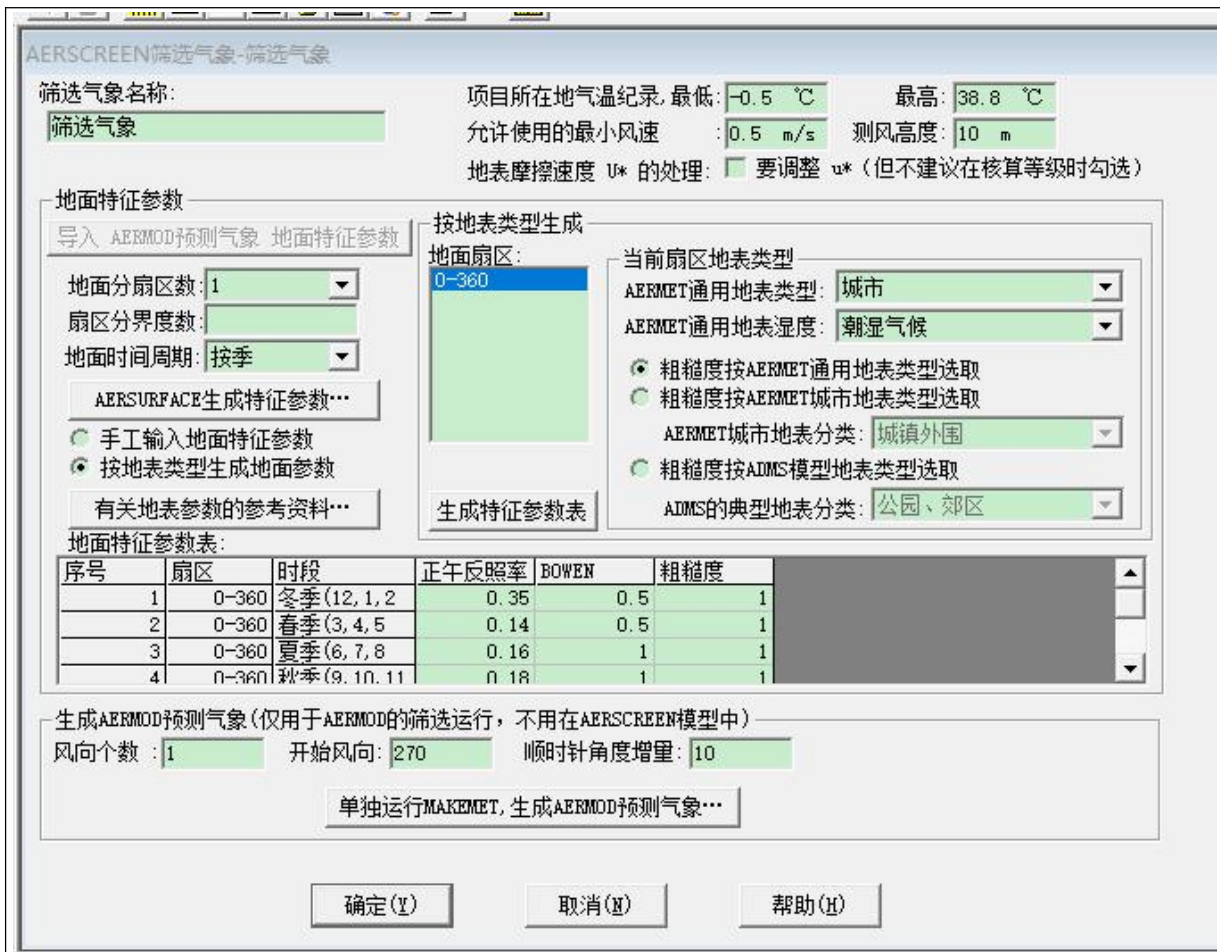 AERSCREEN筛选气象-筛选气象
筛选气象名称:
筛选气象
项目所在地气温纪录,最低: -0.5 ℃ 最高: 38.8 ℃
允许使用的最小风速 : 0.5 m/s 测风高度: 10 m
地表摩擦速度 U* 的处理: 要调整 u*(但不建议在核算等级时勾选)
地面特征参数
导入 AERMOD预测气象 地面特征参数
地面分扇区数: 1
扇区分界度数:
地面时间周期: 按季
AERSURFACE生成特征参数…
手工输入地面特征参数
按地表类型生成地面参数
有关地表参数的参考资料…
按地表类型生成
地面扇区:
0-360
生成特征参数表
当前扇区地表类型
AERMET通用地表类型: 城市
AERMET通用地表湿度: 潮湿气候
粗糙度按AERMET通用地表类型选取
粗糙度按AERMET城市地表类型选取
AERMET城市地表分类: 城镇外围
粗糙度按ADMS模型地表类型选取
ADMS的典型地表分类: 公园、郊区
地面特征参数表:
序号 扇区 时段 正午反照率 BOWEN 粗糙度
1 0-360 冬季(12,1,2 0.35 0.5 1
2 0-360 春季(3,4,5 0.14 0.5 1
3 0-360 夏季(6,7,8 0.16 1 1
4 0-360 秋季(9,10,11 0.18 1 1
生成AERMOD预测气象(仅用于AERMOD的筛选运行，不用在AERSCREEN模型中)
风向个数 : 1 开始风向: 270 顺时针角度增量: 10
单独运行MAKEMET,生成AERMOD预测气象…
确定(Y) 取消(N) 帮助(H)